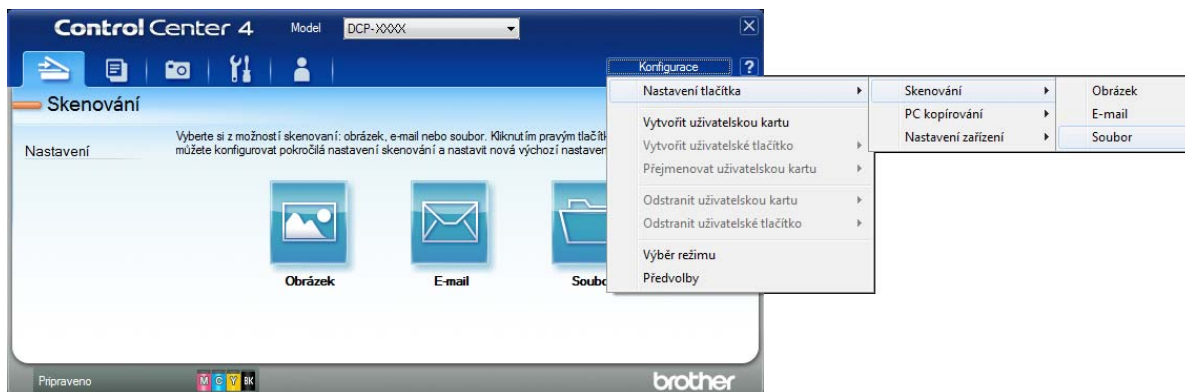 Control Center 4 Model DCP-XXXX
Konfigurace ?
Skenování
Nastavení
Vyberte si z možností skenovaní: obrázek, e-mail nebo soubor. Kliknutím pravým
můžete konfigurovat pokročilá nastavení skenování a nastavit nová výchozí
Obrázek E-mail
Nastavení tlačítka
Vytvořit uživatelskou kartu
Vytvořit uživatelské tlačítko
Přejmenovat uživatelskou kartu
Odstranit uživatelskou kartu
Odstranit uživatelské tlačítko
Výběr režimu
Předvolby
Skenování
PC kopírování
Nastavení zařízení
Obrázek
E-mail
Soubor
Připraveno M C Y BK brother